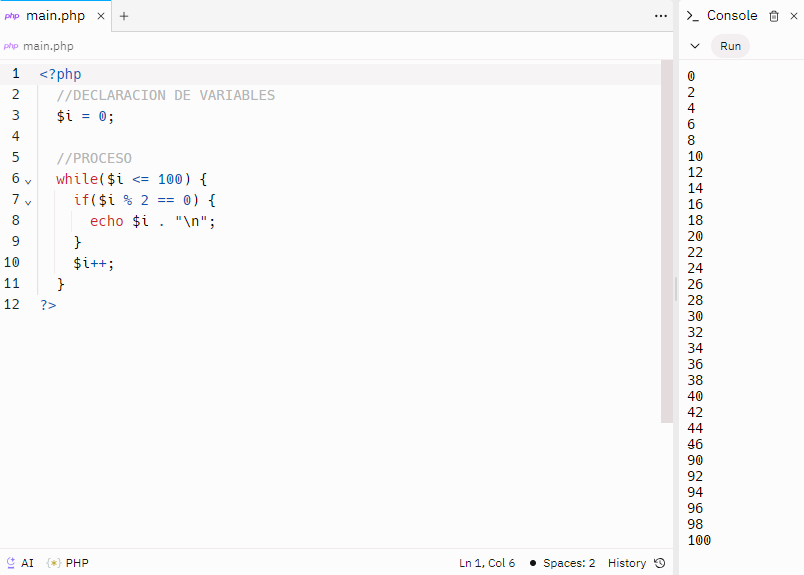 php main.php × +
php main.php
1 <?php
2 //DECLARACION DE VARIABLES
3 $i = 0;
4
5 //PROCESO
6 while($i <= 100) {
7 if($i % 2 == 0) {
8 echo $i . "\n";
9 }
10 $i++;
11 }
12 ?>
AI PHP Ln 1, Col 6 Spaces: 2 History
Console ×
Run
0
2
4
6
8
10
12
14
16
18
20
22
24
26
28
30
32
34
36
38
40
42
44
46
90
92
94
96
98
100